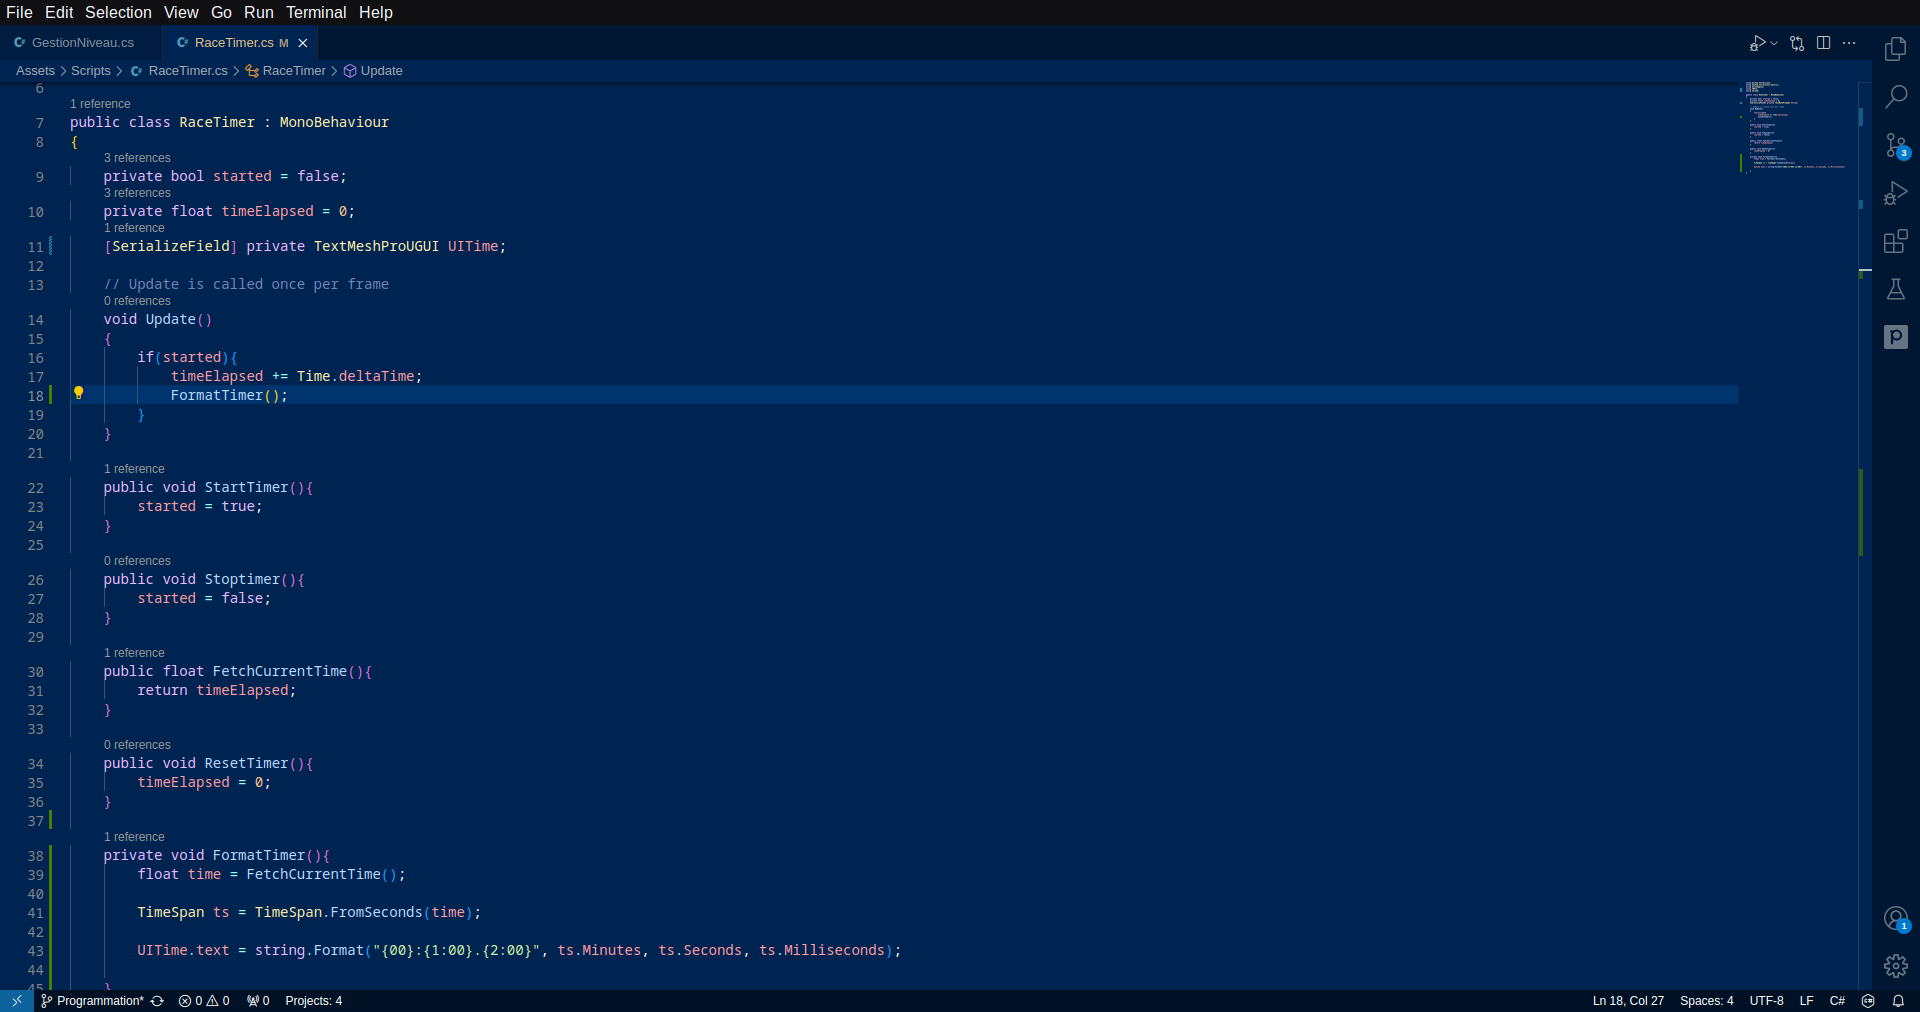 File Edit Selection View Go Run Terminal Help
GestionNiveau.cs RaceTimer.cs M
Assets Scripts RaceTimer.cs RaceTimer Update
6
1 reference
7 public class RaceTimer : MonoBehaviour
8 {
3 references
9 private bool started = false;
3 references
10 private float timeElapsed = 0;
1 reference
11 [SerializeField] private TextMeshProUGUI UITime;
12
13 // Update is called once per frame
0 references
14 void Update()
15 {
16 if(started){
17 timeElapsed += Time.deltaTime;
18 FormatTimer();
19 }
20 }
21
1 reference
22 public void StartTimer(){
23 started = true;
24 }
25
0 references
26 public void Stoptimer(){
27 started = false;
28 }
29
1 reference
30 public float FetchCurrentTime(){
31 return timeElapsed;
32 }
33
0 references
34 public void ResetTimer(){
35 timeElapsed = 0;
36 }
37
1 reference
38 private void FormatTimer(){
39 float time = FetchCurrentTime();
40
41 TimeSpan ts = TimeSpan.FromSeconds(time);
42
43 UITime.text = string.Format("{00}:{1:00}.{2:00}", ts.Minutes, ts.Seconds, ts.Milliseconds);
44
45 }
3
1
Programmation* 0 0 0 Projects: 4 Ln 18, Col 27 Spaces: 4 UTF-8 LF C#